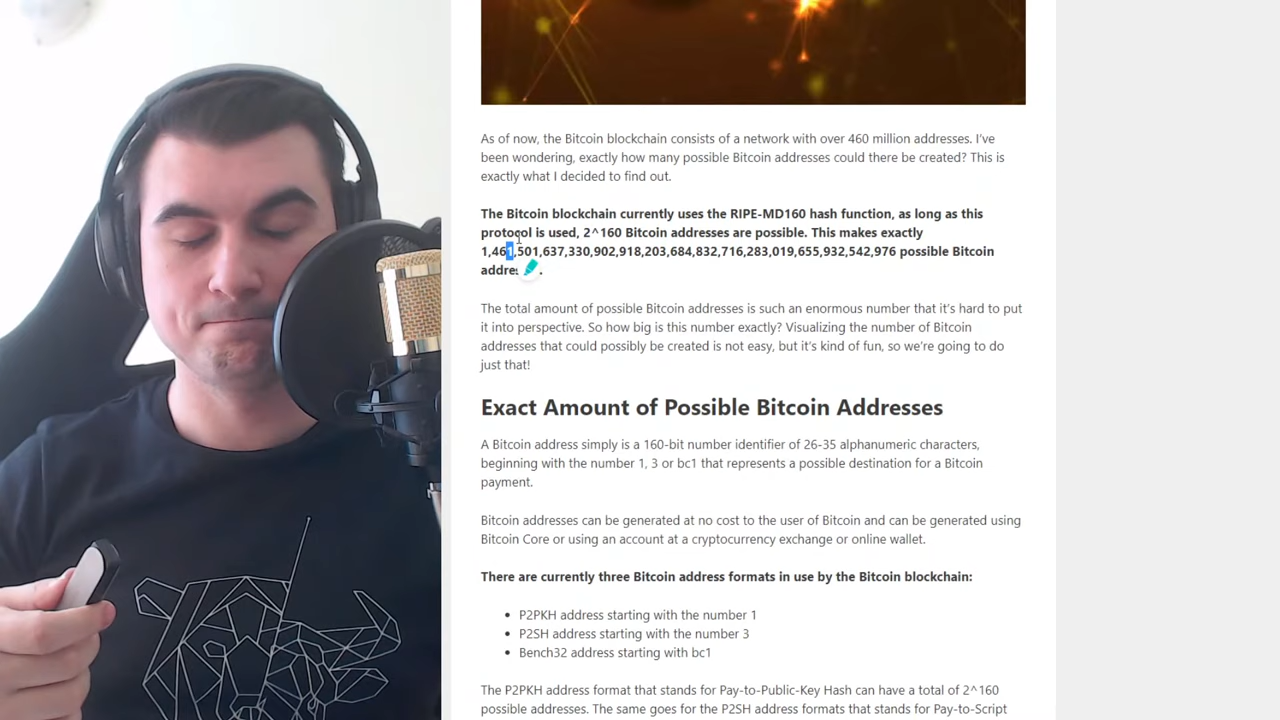 As of now, the Bitcoin blockchain consists of a network with over 460 million addresses. I've
been wondering, exactly how many possible Bitcoin addresses could there be created? This is
exactly what I decided to find out.
The Bitcoin blockchain currently uses the RIPE-MD160 hash function, as long as this
protocol is used, 2^160 Bitcoin addresses are possible. This makes exactly
1,461,501,637,330,902,918,203,684,832,716,283,019,655,932,542,976 possible Bitcoin
The total amount of possible Bitcoin addresses is such an enormous number that it's hard to put
it into perspective. So how big is this number exactly? Visualizing the number of Bitcoin
addresses that could possibly be created is not easy, but it's kind of fun, so we're going to do
just that!
Exact Amount of Possible Bitcoin Addresses
A Bitcoin address simply is a 160-bit number identifier of 26-35 alphanumeric characters,
beginning with the number 1, 3 or bc1 that represents a possible destination for a Bitcoin
payment.
Bitcoin addresses can be generated at no cost to the user of Bitcoin and can be generated using
Bitcoin Core or using an account at a cryptocurrency exchange or online wallet.
There are currently three Bitcoin address formats in use by the Bitcoin blockchain:
• P2PKH address starting with the number 1
• P2SH address starting with the number 3
• Bench32 address starting with bc1
The P2PKH address format that stands for Pay-to-Public-Key Hash can have a total of 2^160
possible addresses. The same goes for the P2SH address formats that stands for Pay-to-Script